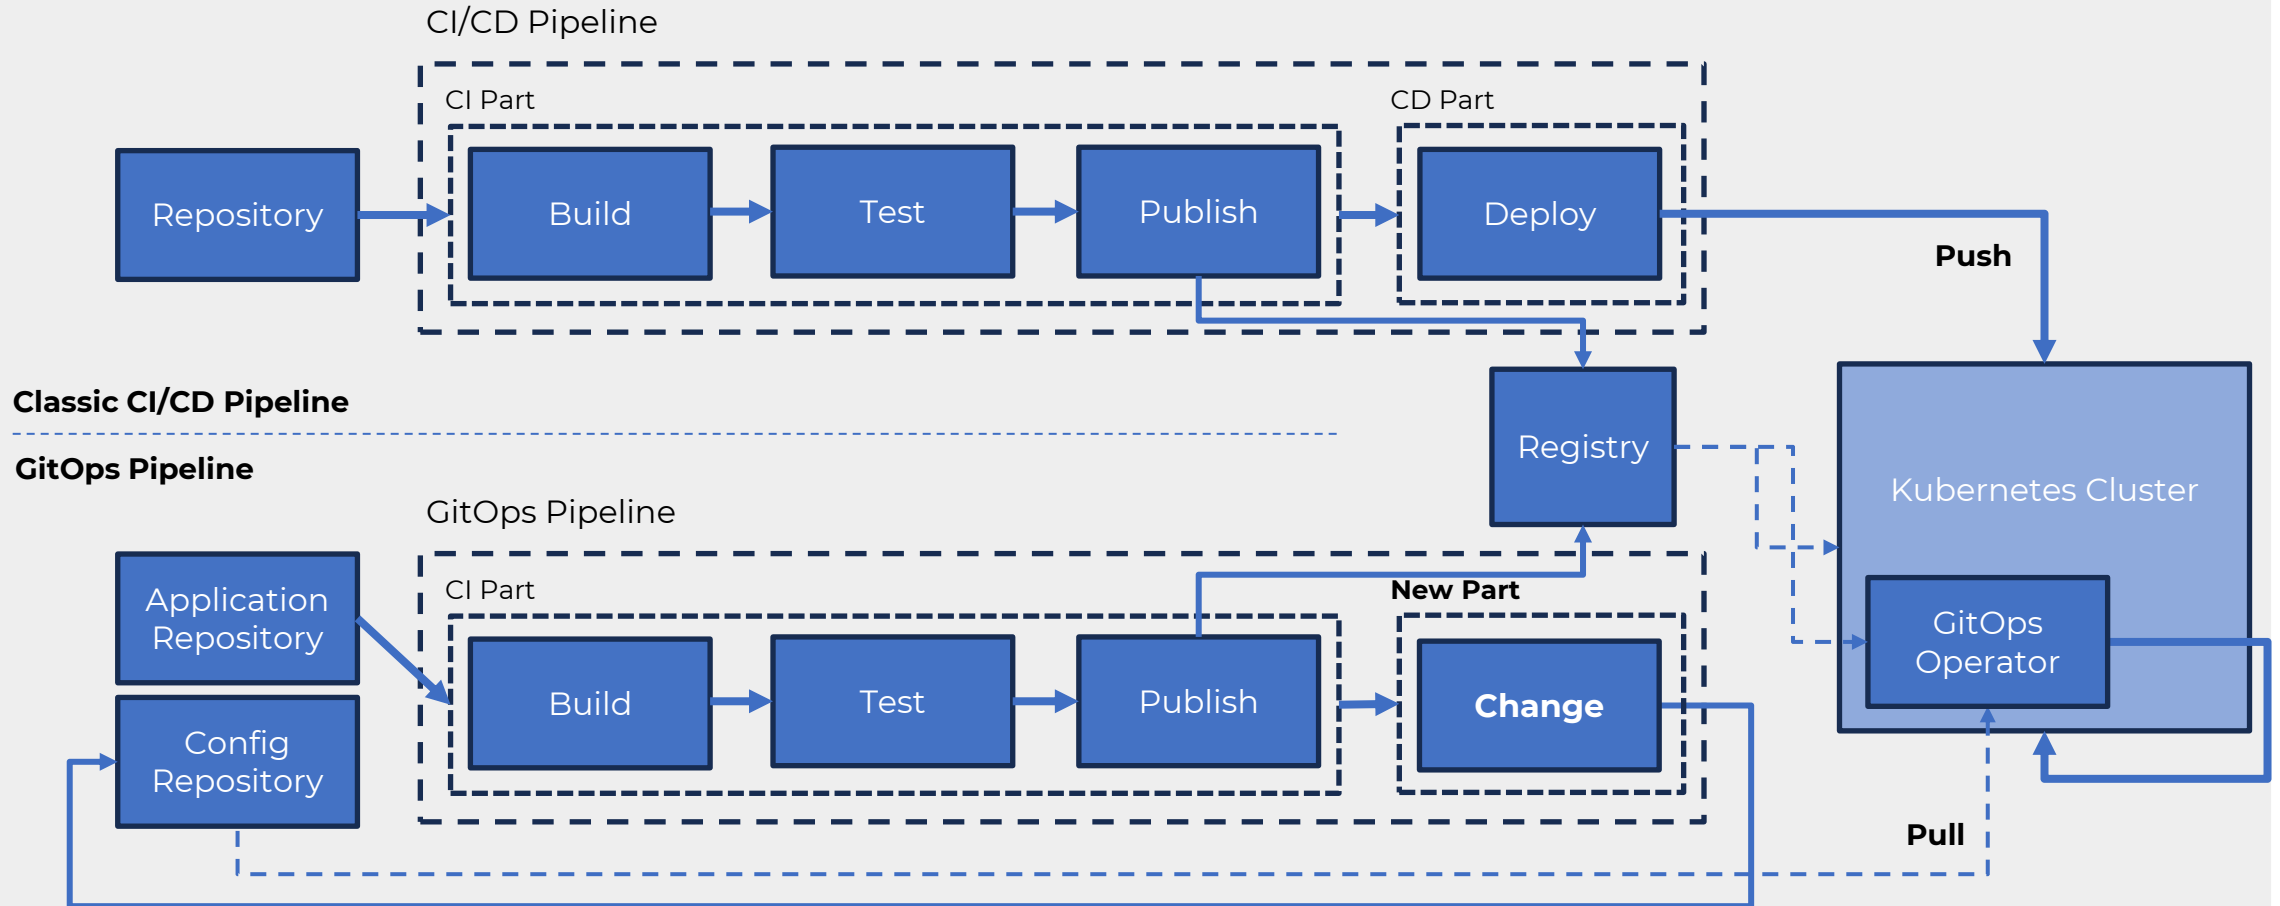 CI/CD Pipeline
CI Part
CD Part
Repository
Build
Test
Publish
Deploy
Push
Classic CI/CD Pipeline
GitOps Pipeline
Registry
Kubernetes Cluster
GitOps Pipeline
CI Part
New Part
Application
Repository
Config
Repository
Build
Test
Publish
Change
GitOps
Operator
Pull